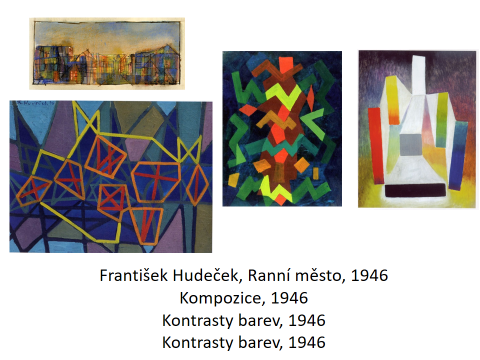 František Hudeček, Ranní město, 1946
Kompozice, 1946
Kontrasty barev, 1946
Kontrasty barev, 1946